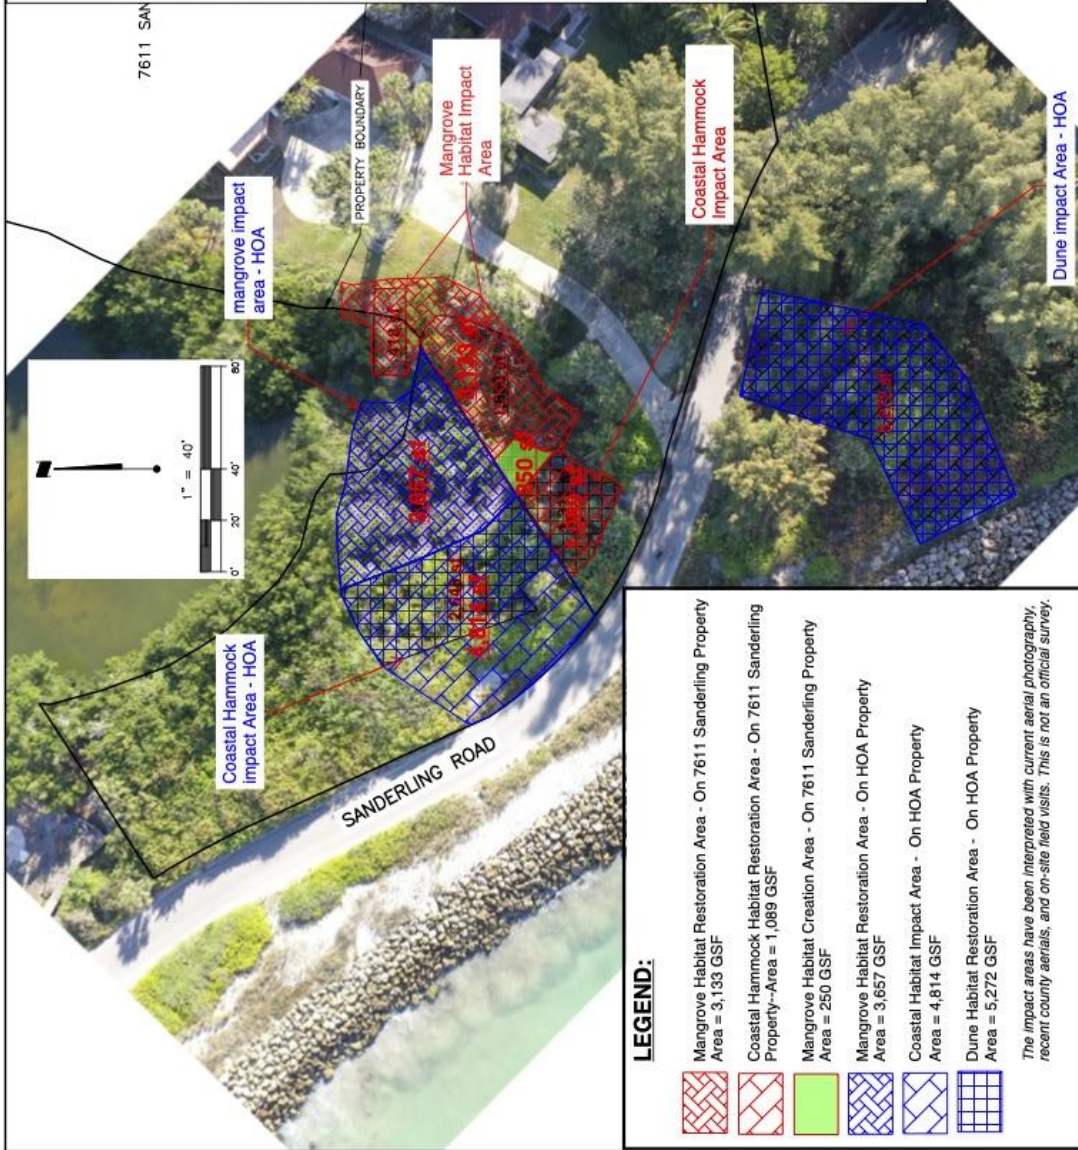 7611 SAN
PROPERTY BOUNDARY
Mangrove
Habitat Impact
Area
mangrove impact
area - HOA
Coastal Hammock
Impact Area
Dune impact Area - HOA
1" = 40'
0'
20'
40'
80'
250 s
Coastal Hammock
impact Area - HOA
SANDERLING ROAD
LEGEND:
Mangrove Habitat Restoration Area - On 7611 Sanderling Property
Area = 3,133 GSF
Coastal Hammock Habitat Restoration Area - On 7611 Sanderling
Property--Area = 1,089 GSF
Mangrove Habitat Creation Area - On 7611 Sanderling Property
Area = 250 GSF
Mangrove Habitat Restoration Area - On HOA Property
Area = 3,657 GSF
Coastal Habitat Impact Area - On HOA Property
Area = 4,814 GSF
Dune Habitat Restoration Area - On HOA Property
Area = 5,272 GSF
The impact areas have been interpreted with current aerial photography,
recent county aerials, and on-site field visits. This is not an official survey.